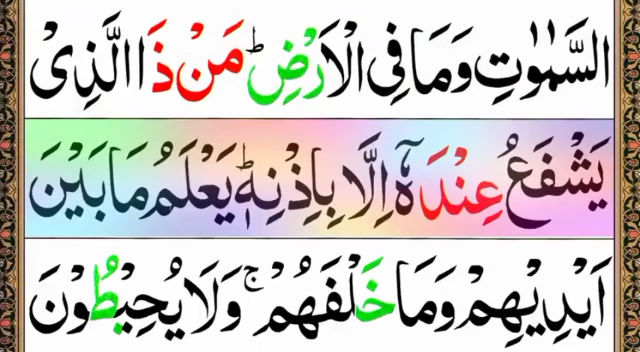 السَّمٰوٰتِ وَمَا فِی الْاَرْضِ ؕ مَنْ ذَا الَّذِیْ
یَشْفَعُ عِنْدَهٗۤ اِلَّا بِاِذْنِهٖ ؕ یَعْلَمُ مَا بَیْنَ
اَیْدِیْهِمْ وَمَا خَلْفَهُمْ ۚ وَلَا یُحِیْطُوْنَ